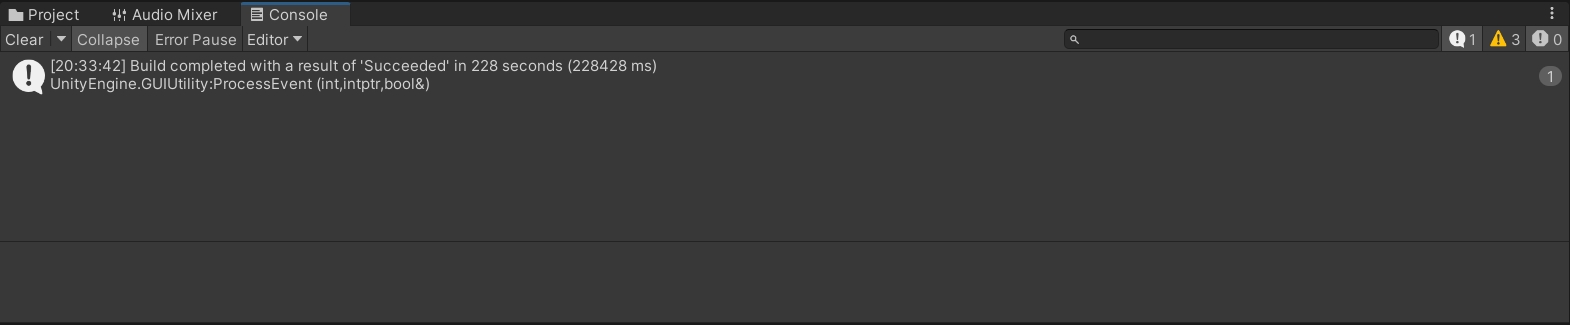 Project Audio Mixer Console
Clear Collapse Error Pause Editor 1 3 0
[20:33:42] Build completed with a result of 'Succeeded' in 228 seconds (228428 ms)
UnityEngine.GUIUtility:ProcessEvent (int,intptr,bool&)
1